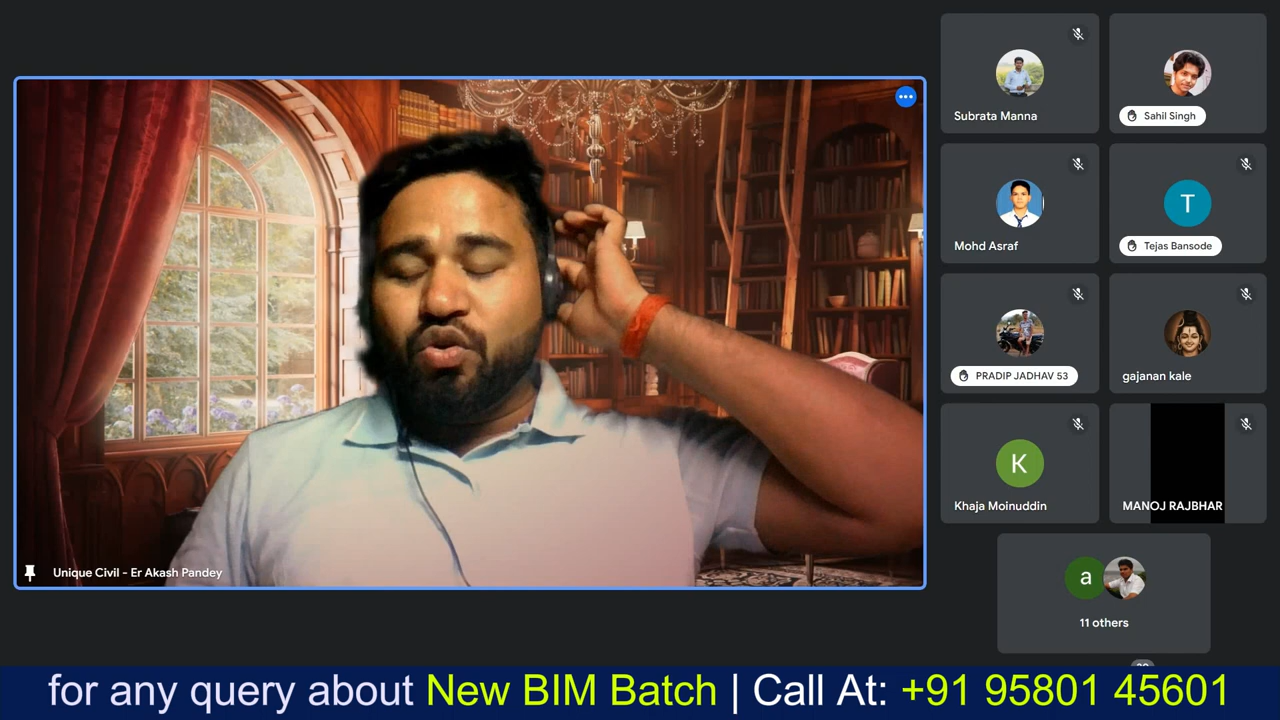 Subrata Manna
Sahil Singh
Mohd Asraf
T
Tejas Bansode
PRADIP JADHAV 53
gajanan kale
K
Khaja Moinuddin
MANOJ RAJBHAR
a
11 others
Unique Civil - Er Akash Pandey
for any query about New BIM Batch | Call At: +91 95801 45601